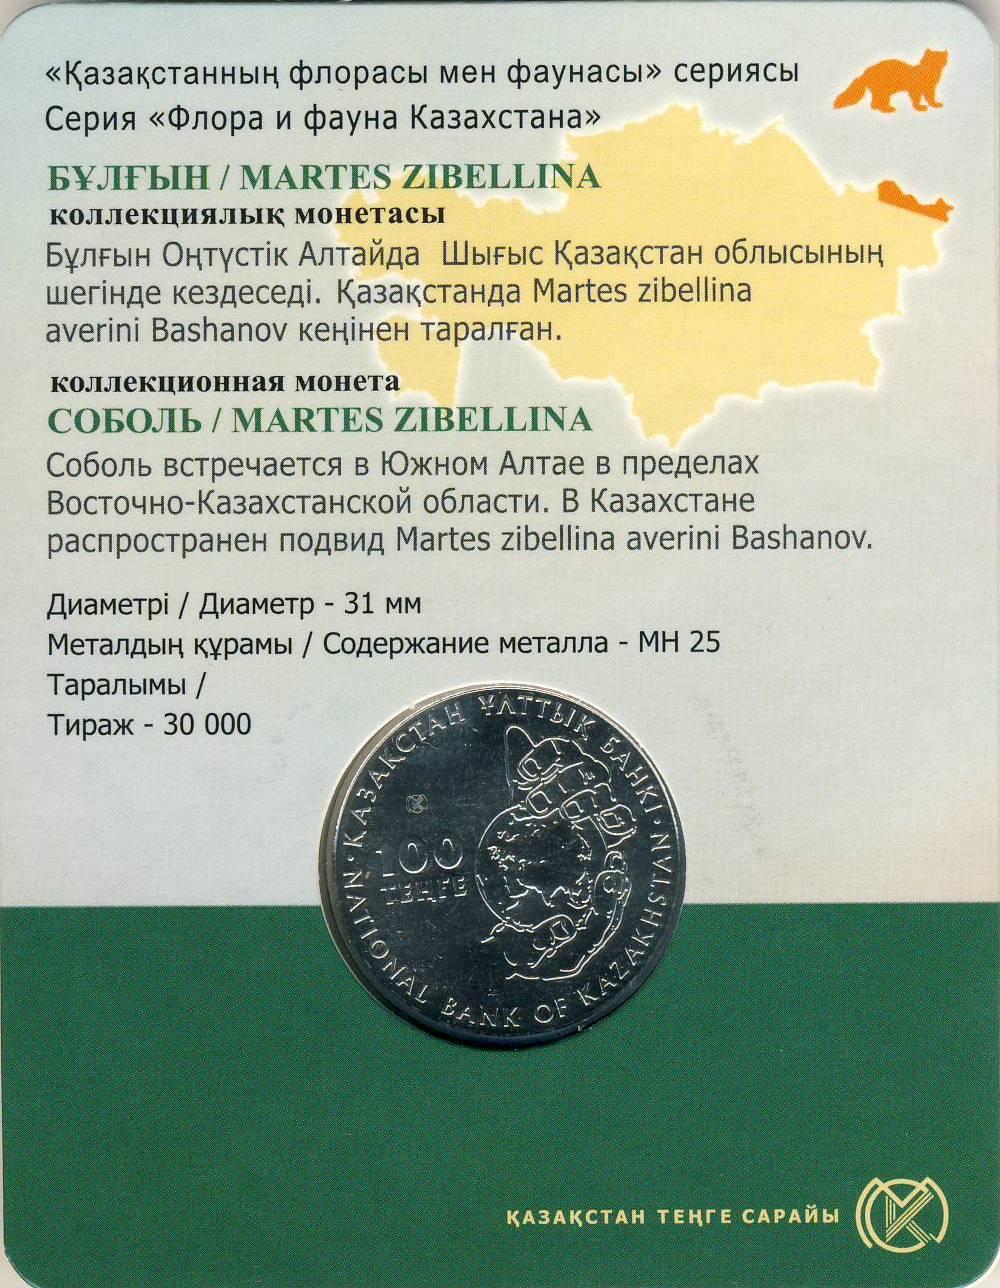 «Қазақстанның флорасы мен фаунасы» сериясы
Серия «Флора и фауна Казахстана»
БҰЛҒЫН / MARTES ZIBELLINA
коллекциялық монетасы
Бұлғын Оңтүстік Алтайда Шығыс Қазақстан облысының
шегінде кездеседі. Қазақстанда Martes zibellina
averini Bashanov кеңінен таралған.
коллекционная монета
СОБОЛЬ / MARTES ZIBELLINA
Соболь встречается в Южном Алтае в пределах
Восточно-Казахстанской области. В Казахстане
распространен подвид Martes zibellina averini Bashanov.
Диаметрі / Диаметр - 31 мм
Металдың құрамы / Содержание металла - МН 25
Таралымы /
Тираж - 30 000
ҚАЗАҚСТАН ҰЛТТЫҚ БАНКІ
100
ТЕҢГЕ
NATIONAL BANK OF KAZAKHSTAN
ҚАЗАҚСТАН ТЕҢГЕ САРАЙЫ